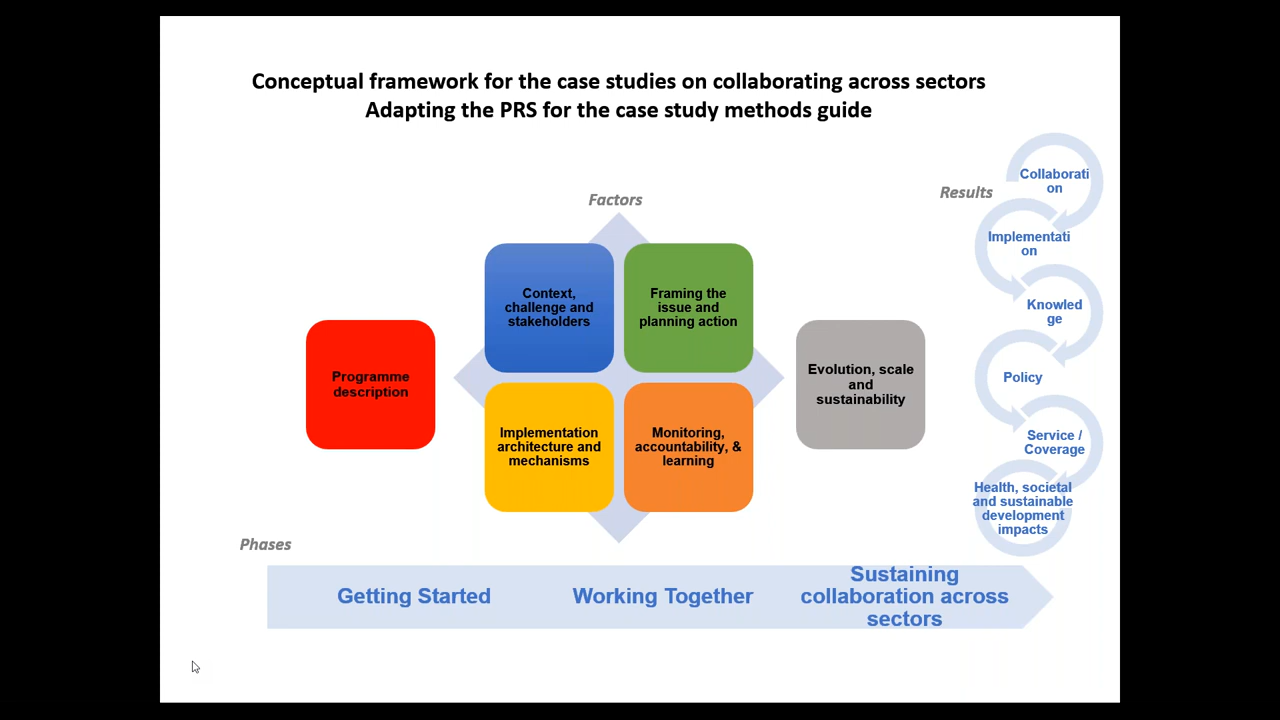 Conceptual framework for the case studies on collaborating across sectors
Adapting the PRS for the case study methods guide
Factors
Results
Collaborati
on
Implementati
on
Knowled
ge
Policy
Service /
Coverage
Health, societal
and sustainable
development
impacts
Context,
challenge and
stakeholders
Framing the
issue and
planning action
Programme
description
Evolution, scale
and
sustainability
Implementation
architecture and
mechanisms
Monitoring,
accountability, &
learning
Phases
Getting Started
Working Together
Sustaining
collaboration across
sectors